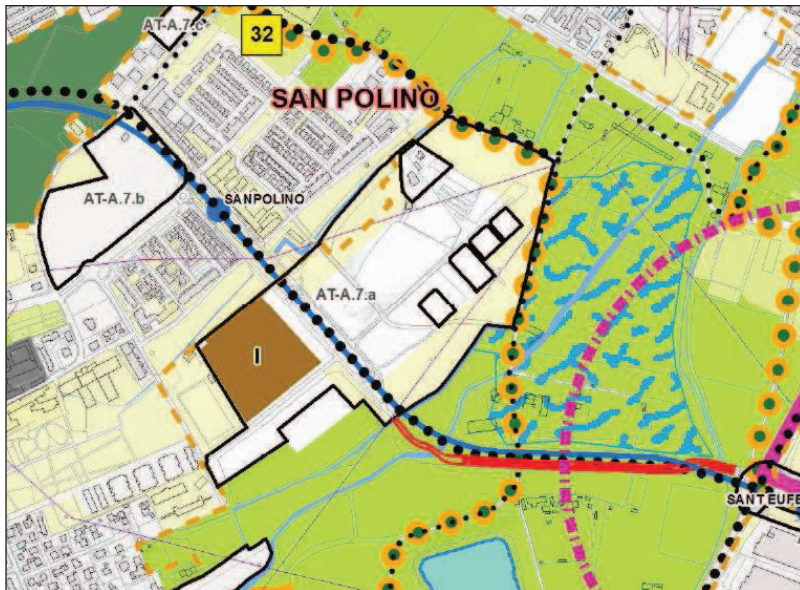 AT-A.7.c
32
SAN POLINO
AT-A.7.b
SANPOLINO
AT-A.7.a
I
SANT'EUFE